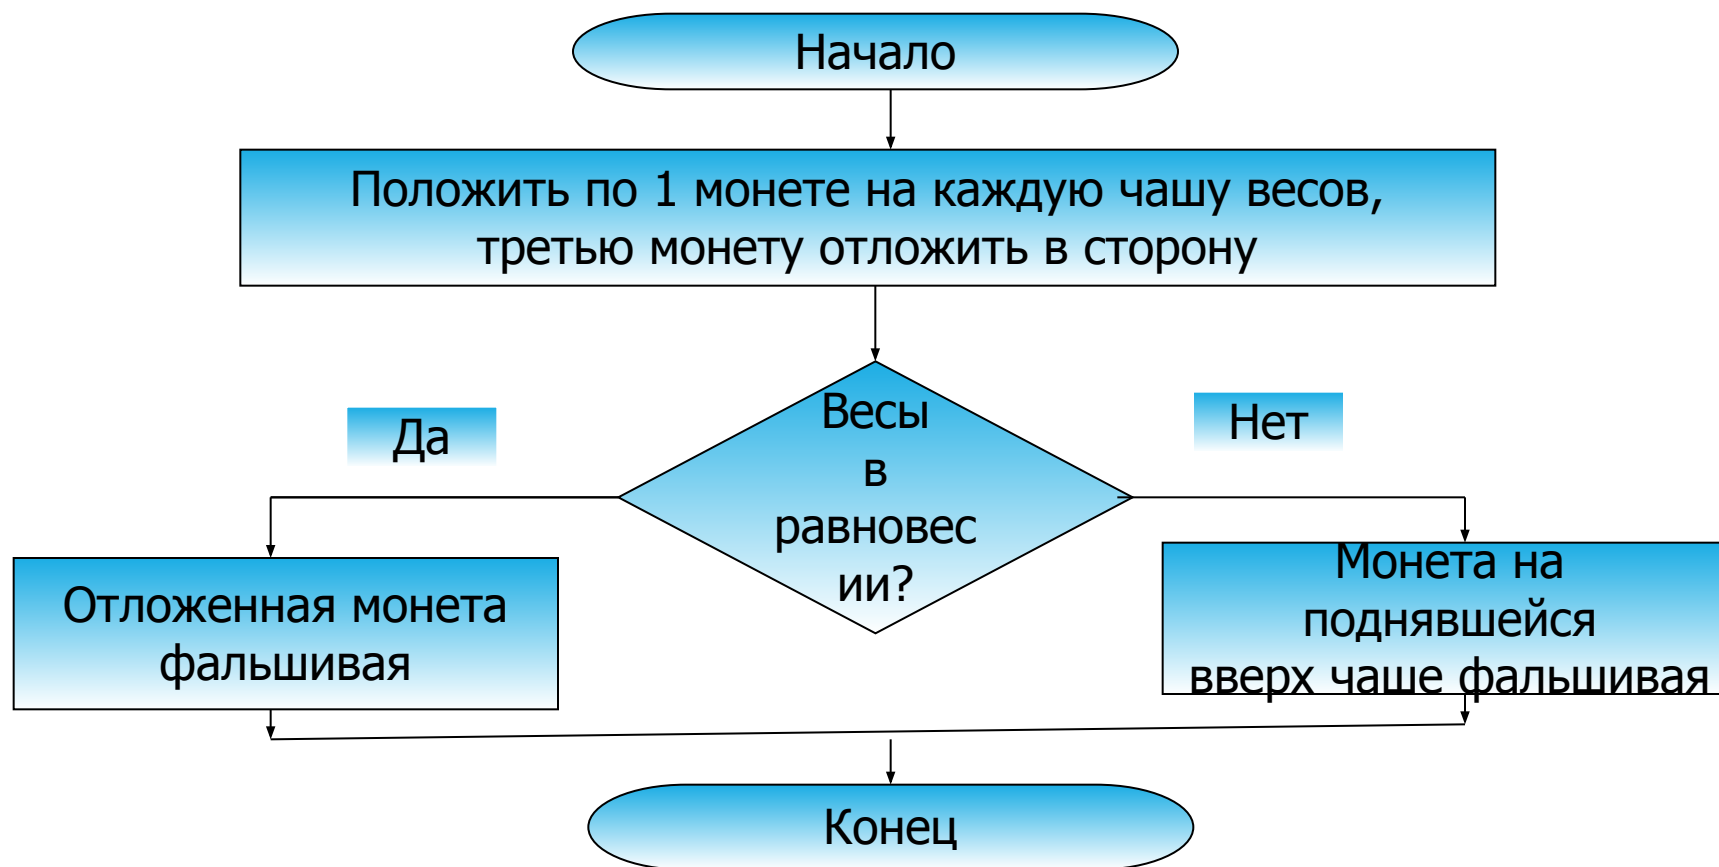 Начало
Положить по 1 монете на каждую чашу весов,
третью монету отложить в сторону
Да
Весы
в
равновес
ии?
Нет
Отложенная монета
фальшивая
Монета на
поднявшейся
вверх чаше фальшивая
Конец